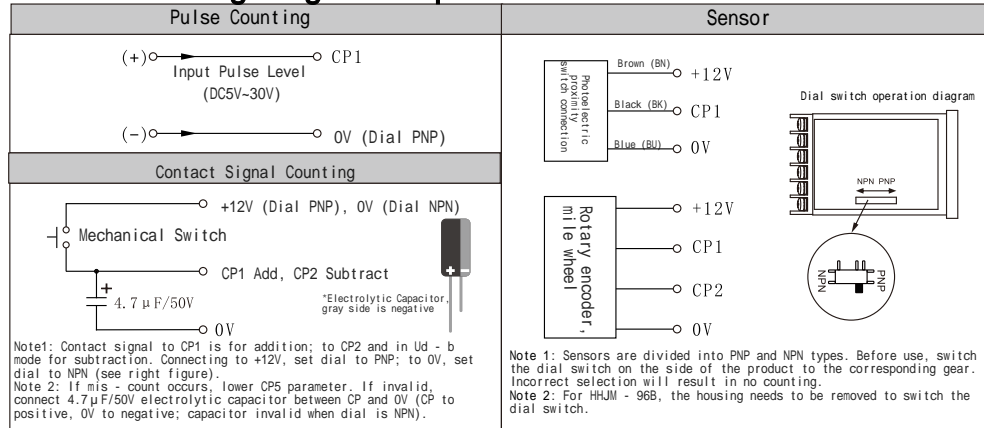 Pulse Counting
(+) CP1
Input Pulse Level
(DC5V~30V)
(-) 0V (Dial PNP)
Contact Signal Counting
+12V (Dial PNP), 0V (Dial NPN)
Mechanical Switch
CP1 Add, CP2 Subtract
+
4.7μF/50V
0V
+ -
*Electrolytic Capacitor,
gray side is negative
Note1: Contact signal to CP1 is for addition; to CP2 and in Ud - b
mode for subtraction. Connecting to +12V, set dial to PNP; to 0V, set
dial to NPN (see right figure).
Note 2: If mis - count occurs, lower CP5 parameter. If invalid,
connect 4.7μF/50V electrolytic capacitor between CP and 0V (CP to
positive, 0V to negative; capacitor invalid when dial is NPN).
Sensor
Photoelectric
proximity
switch connection
Brown (BN) +12V
Black (BK) CP1
Blue (BU) 0V
Rotary encoder,
mile wheel
+12V
CP1
CP2
0V
Dial switch operation diagram
NPN PNP
NPN
PNP
Note 1: Sensors are divided into PNP and NPN types. Before use, switch
the dial switch on the side of the product to the corresponding gear.
Incorrect selection will result in no counting.
Note 2: For HHJM - 96B, the housing needs to be removed to switch the
dial switch.